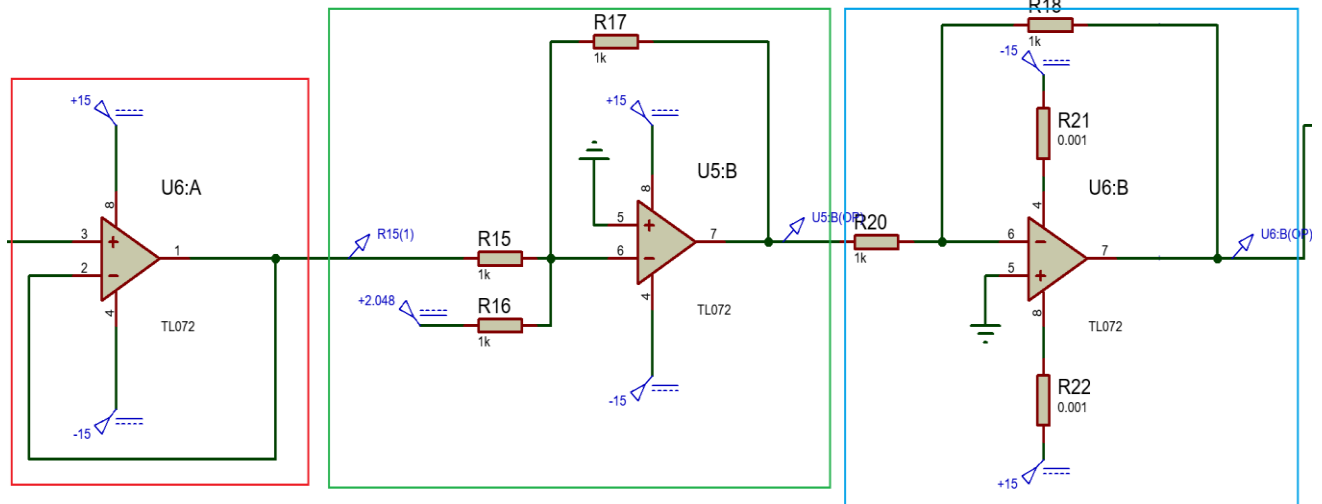 +15
U6:A
8
3
+
1
2
−
4
TL072
-15
R15(1)
R17
1k
+15
U5:B
8
5
+
7
6
−
4
TL072
-15
R15
1k
+2.048
R16
1k
U5:B(OP)
R18
1k
-15
R21
0.001
U6:B
4
R20
1k
6
−
7
5
+
8
TL072
U6:B(OP)
R22
0.001
+15